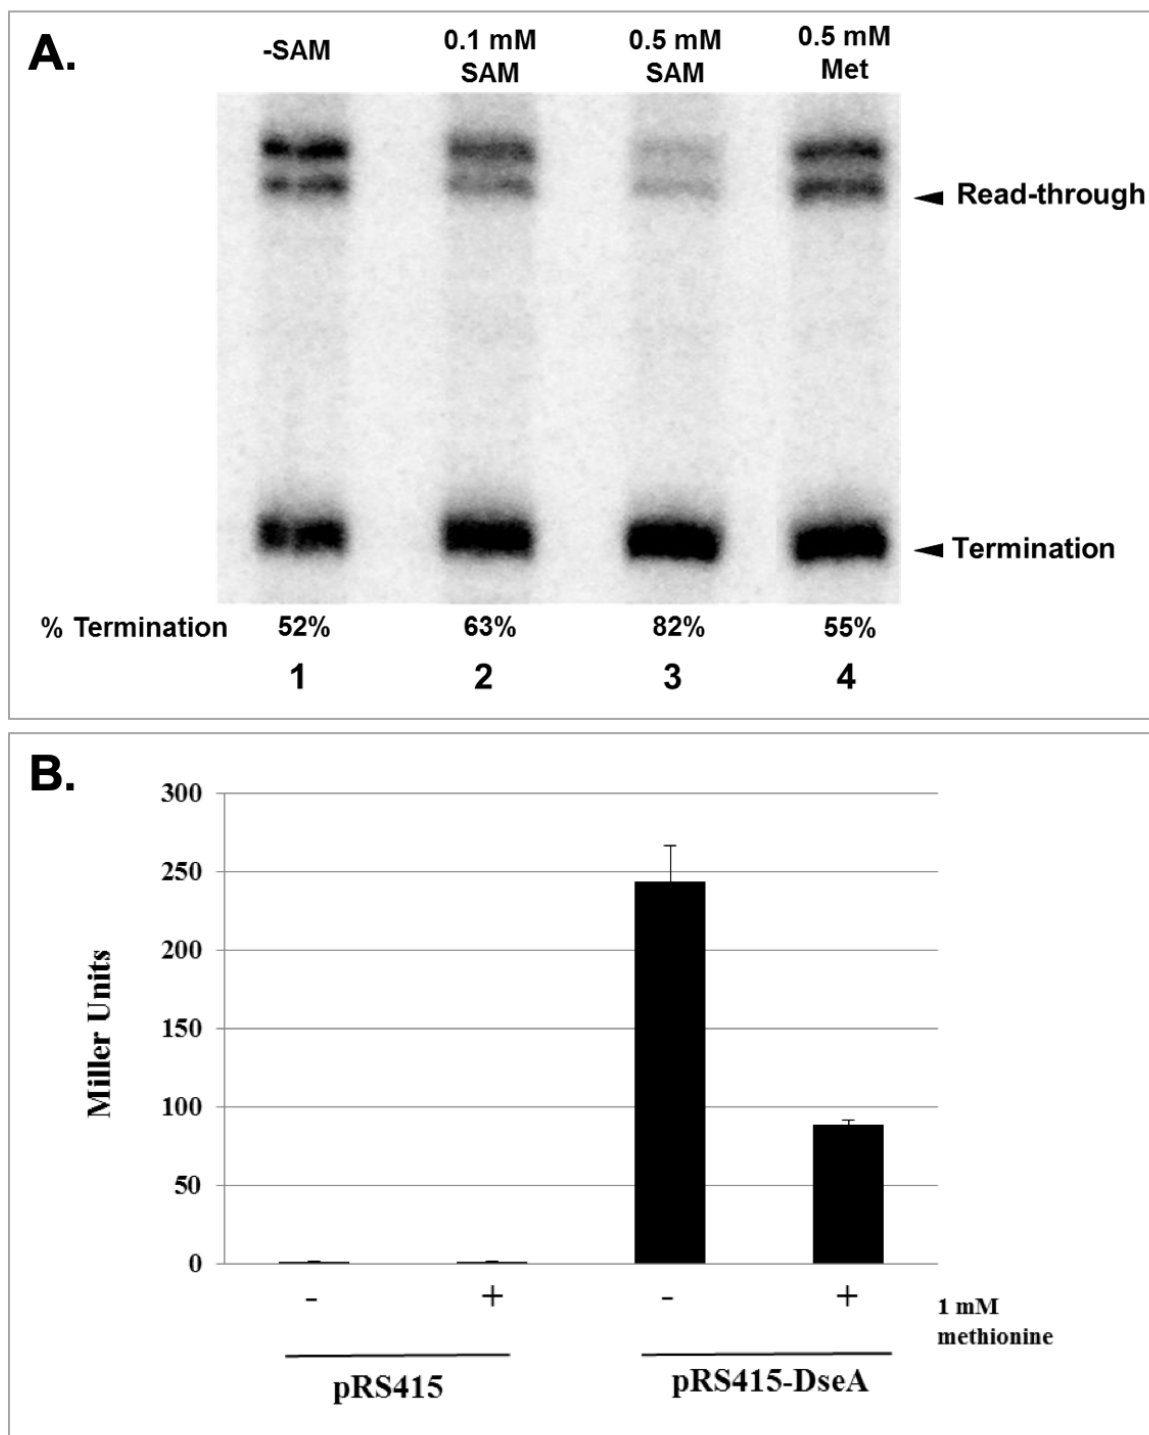 A.
-SAM
0.1 mM
SAM
0.5 mM
SAM
0.5 mM
Met
Read-through
Termination
% Termination 52% 63% 82% 55%
1 2 3 4
B.
300
250
200
150
100
50
0
Miller Units
- + - +
1 mM
methionine
pRS415 pRS415-DseA